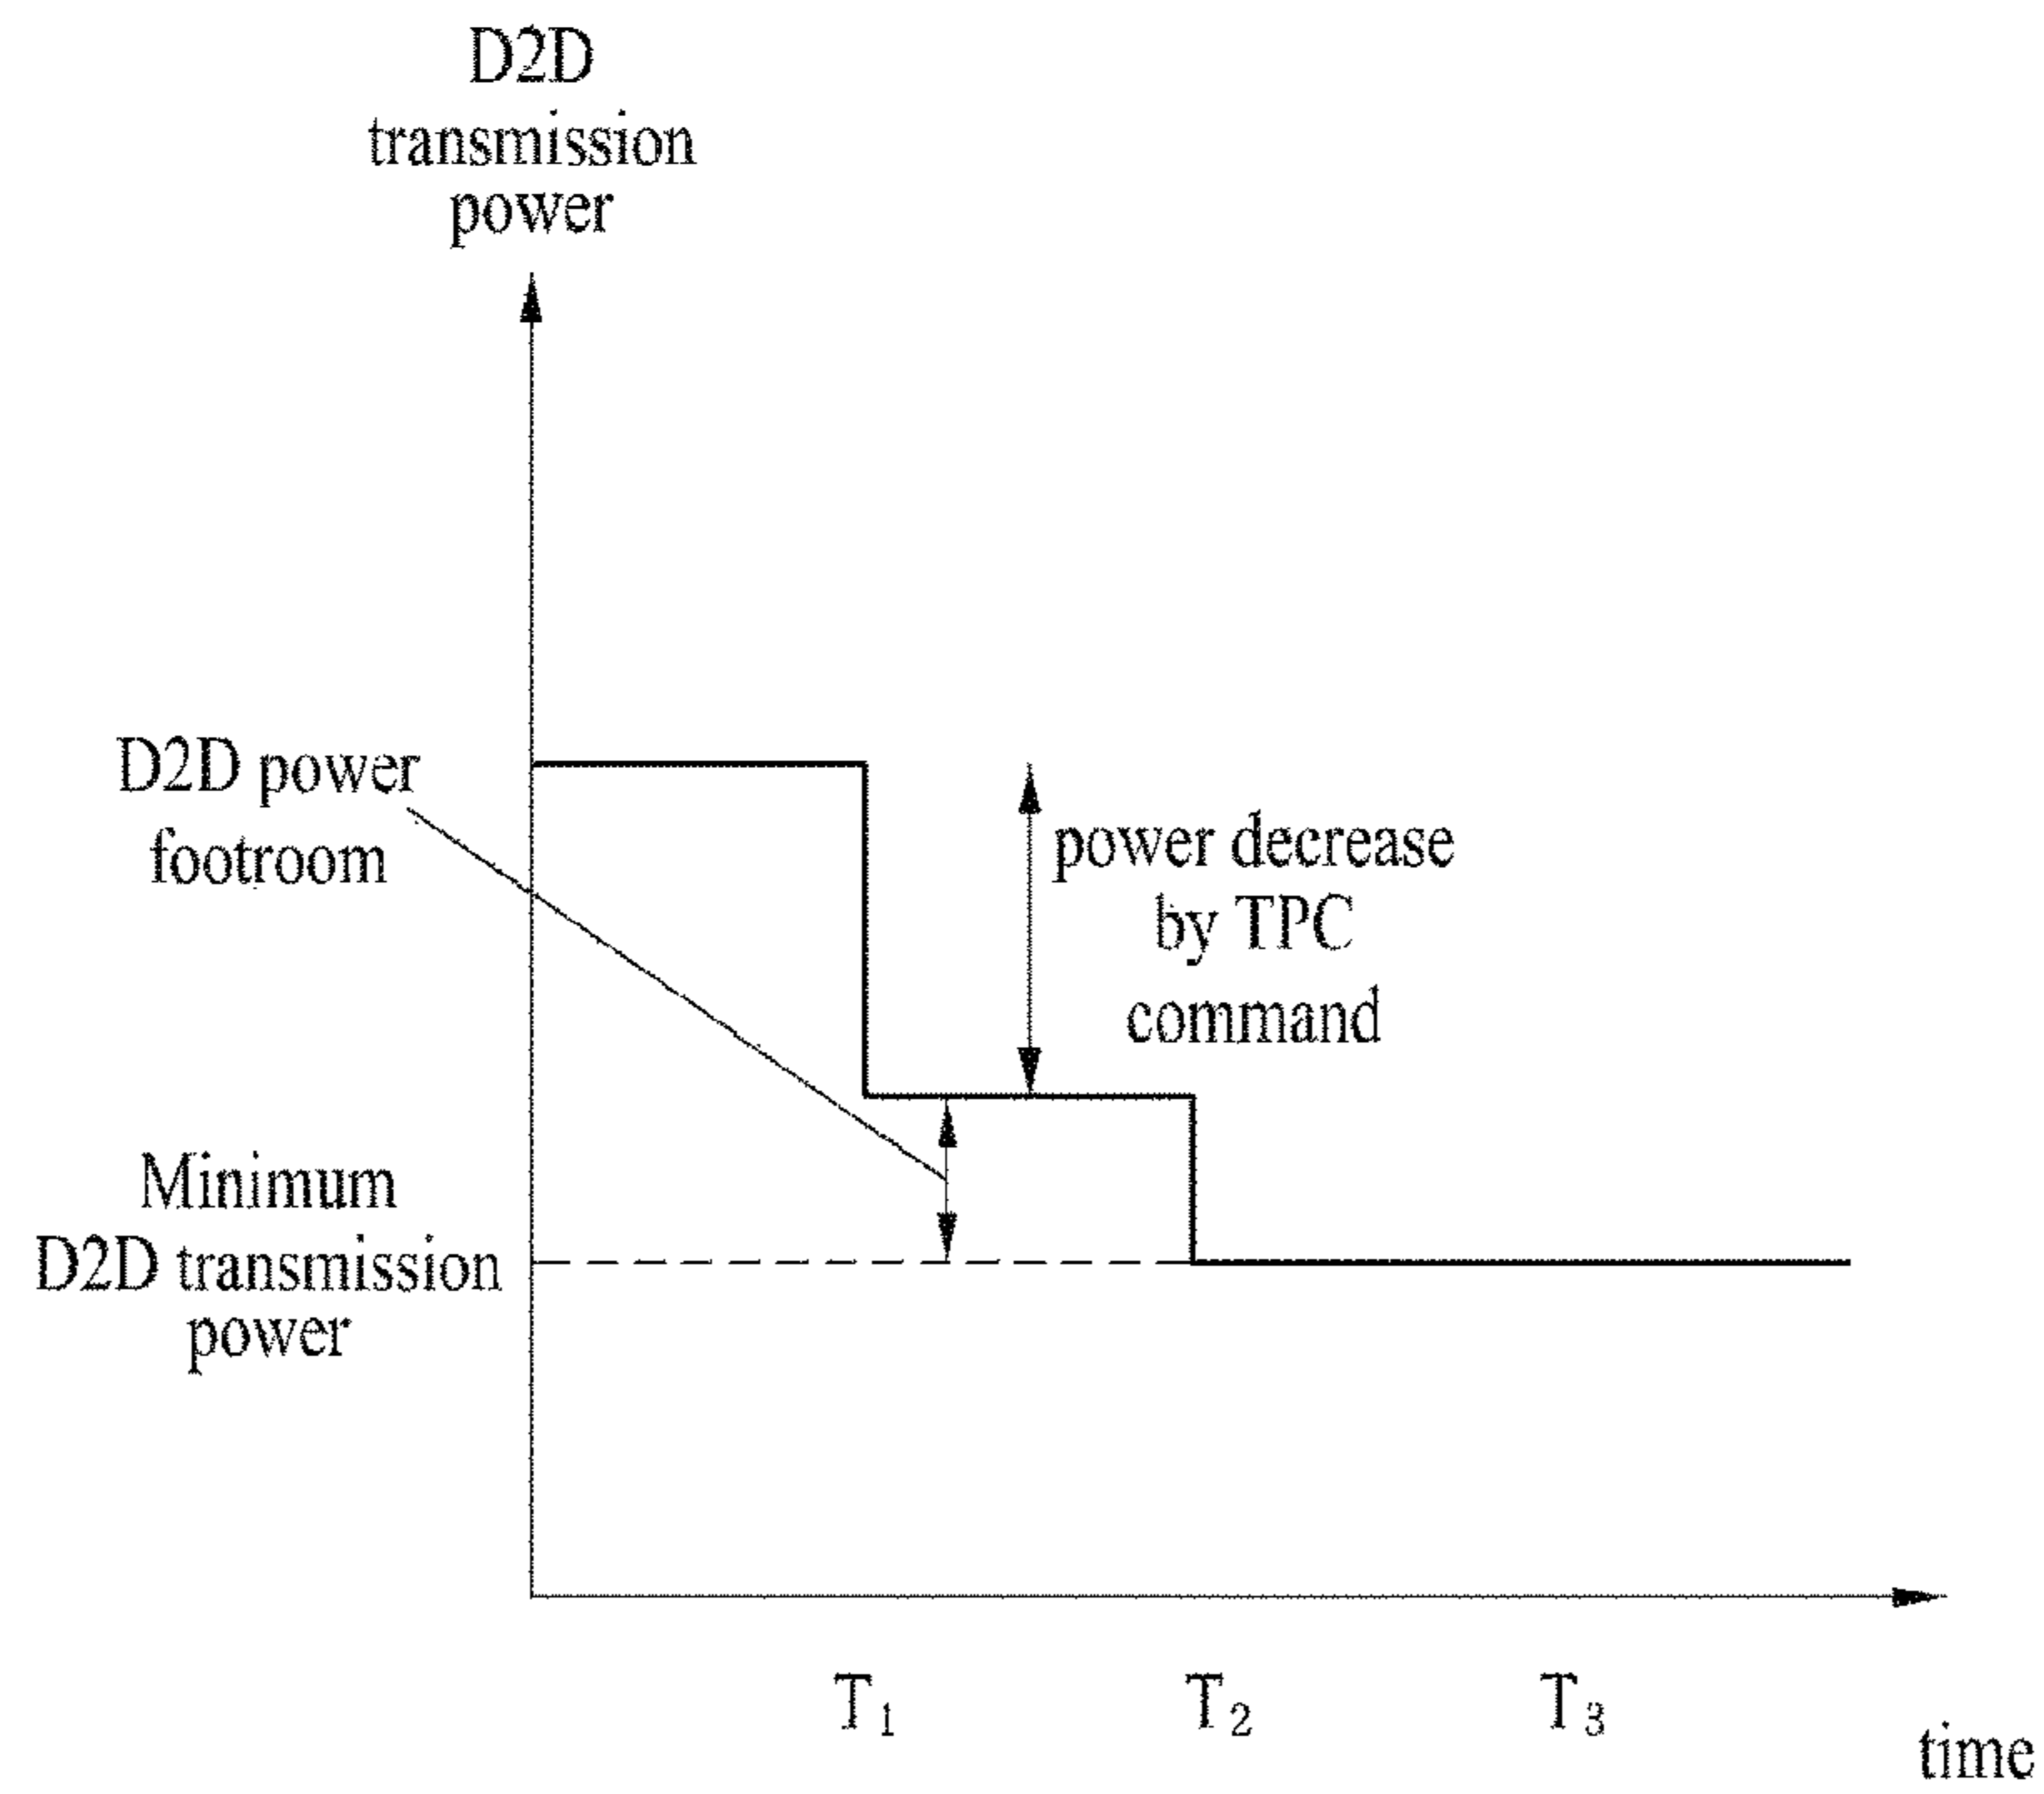 D2D
transmission
power
D2D power
footroom
power decrease
by TPC
command
Minimum
D2D transmission
power
T₁
T₂
T₃
time